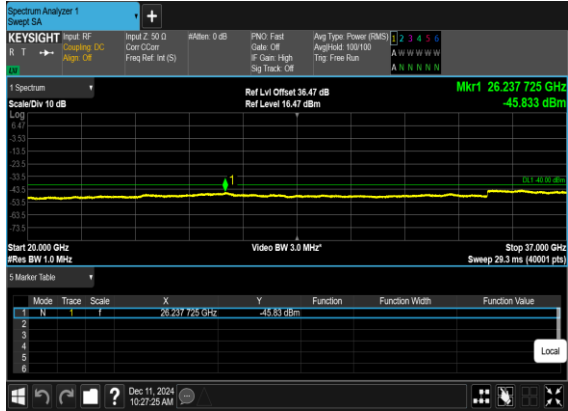 Spectrum Analyzer 1
Swept SA
+
KEYSIGHT Input: RF Input Z: 50 Ω #Atten: 0 dB PNO: Fast Avg Type: Power (RMS) 1 2 3 4 5 6
R T Coupling: DC Corr CCorr Gate: Off Avg|Hold: 100/100 A W W W W W
Align: Off Freq Ref: Int (S) IF Gain: High Trig: Free Run
LNI Sig Track: Off A N N N N N
1 Spectrum Ref Lvl Offset 36.47 dB Mkr1 26.237 725 GHz
Scale/Div 10 dB Ref Level 16.47 dBm -45.833 dBm
Log
6.47
-3.53
-13.5
-23.5
-33.5
1
DL1 -40.00 dBm
-43.5
-53.5
-63.5
-73.5
Start 20.000 GHz Video BW 3.0 MHz* Stop 37.000 GHz
#Res BW 1.0 MHz Sweep 29.3 ms (40001 pts)
5 Marker Table
Mode Trace Scale X Y Function Function Width Function Value
1 N 1 f 26.237 725 GHz -45.83 dBm
2
3
4
5
6
Local
? Dec 11, 2024
10:27:25 AM